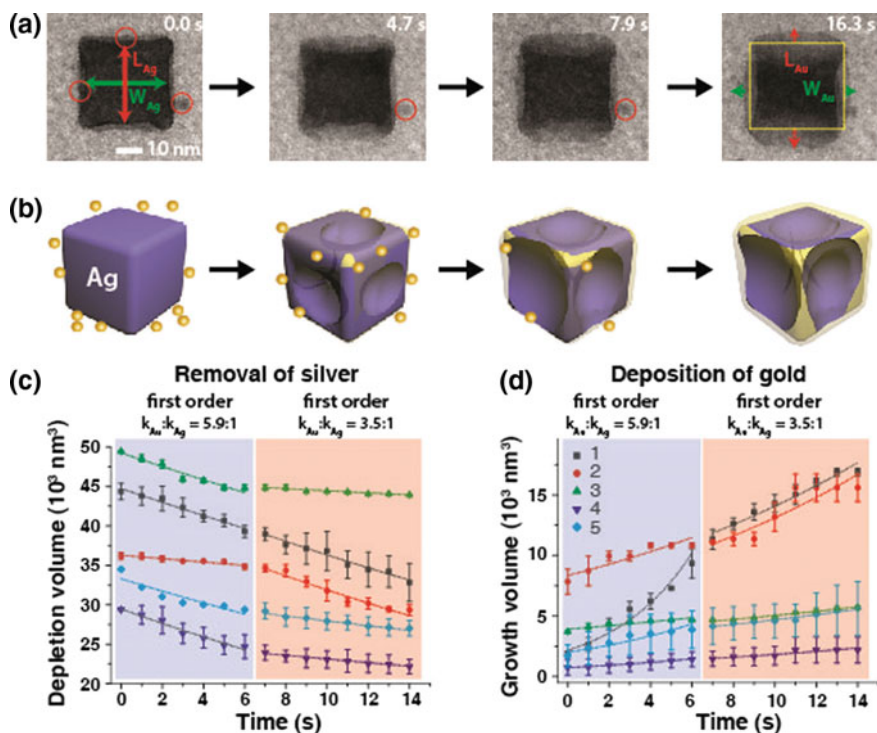 (a)
0.0 s
4.7 s
7.9 s
16.3 s
L_Ag
W_Ag
L_Au
W_Au
10 nm
(b)
Ag
(c)
Removal of silver
first order
k_Au:k_Ag = 5.9:1
first order
k_Au:k_Ag = 3.5:1
Depletion volume (10³ nm³)
50
45
40
35
30
25
20
0 2 4 6 8 10 12 14
Time (s)
(d)
Deposition of gold
first order
:k_Ag = 5.9:1
first order
:k_Ag = 3.5:1
1
2
3
4
5
Growth volume (10³ nm³)
15
10
5
0
0 2 4 6 8 10 12 14
Time (s)